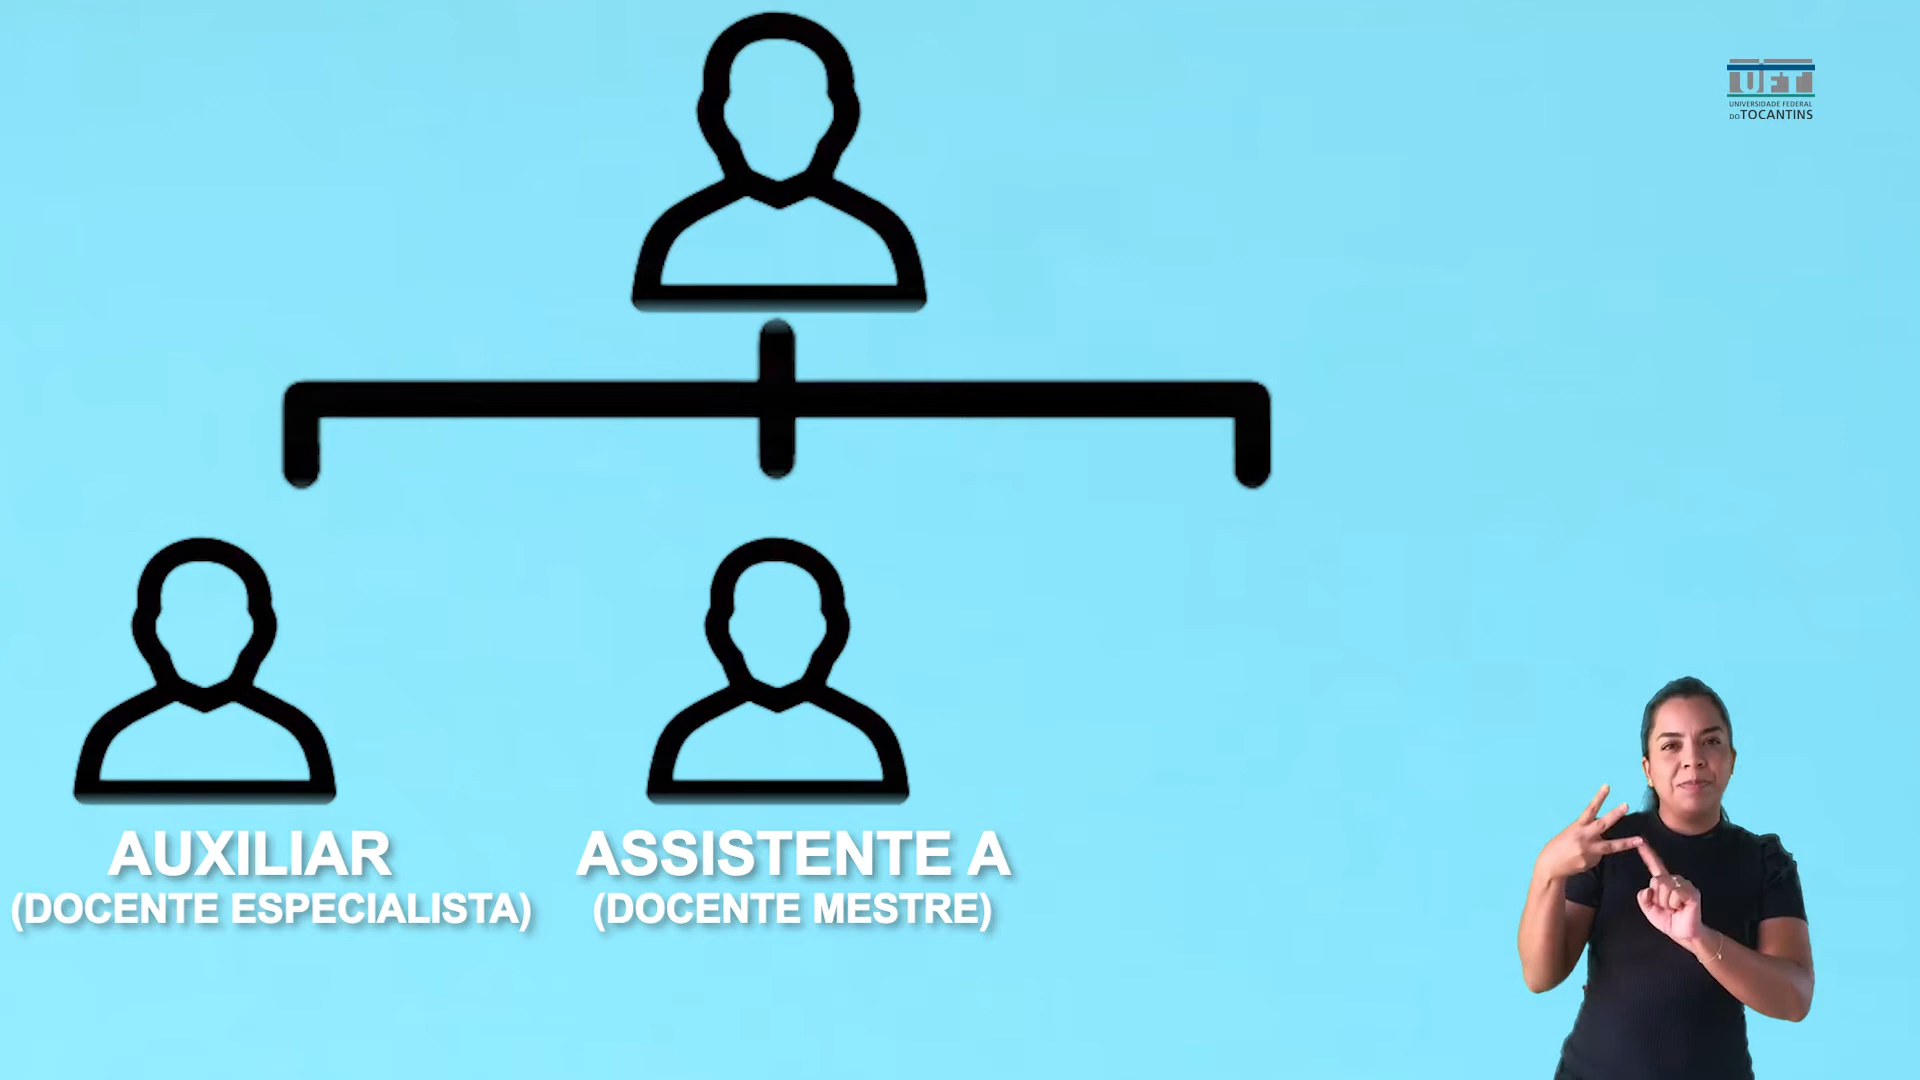 UFT
UNIVERSIDADE FEDERAL
DO TOCANTINS
AUXILIAR
(DOCENTE ESPECIALISTA)
ASSISTENTE A
(DOCENTE MESTRE)